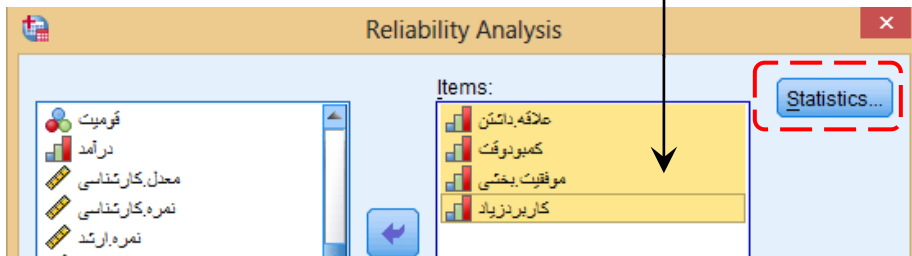 Reliability Analysis
Items:
Statistics...
قومیت
درآمد
معدل.کارشناسی
نمره.کارشناسی
نمره.ارشد
علاقه.داشتن
کمبودوقت
موفقیت.بخشی
کاربردزیاد